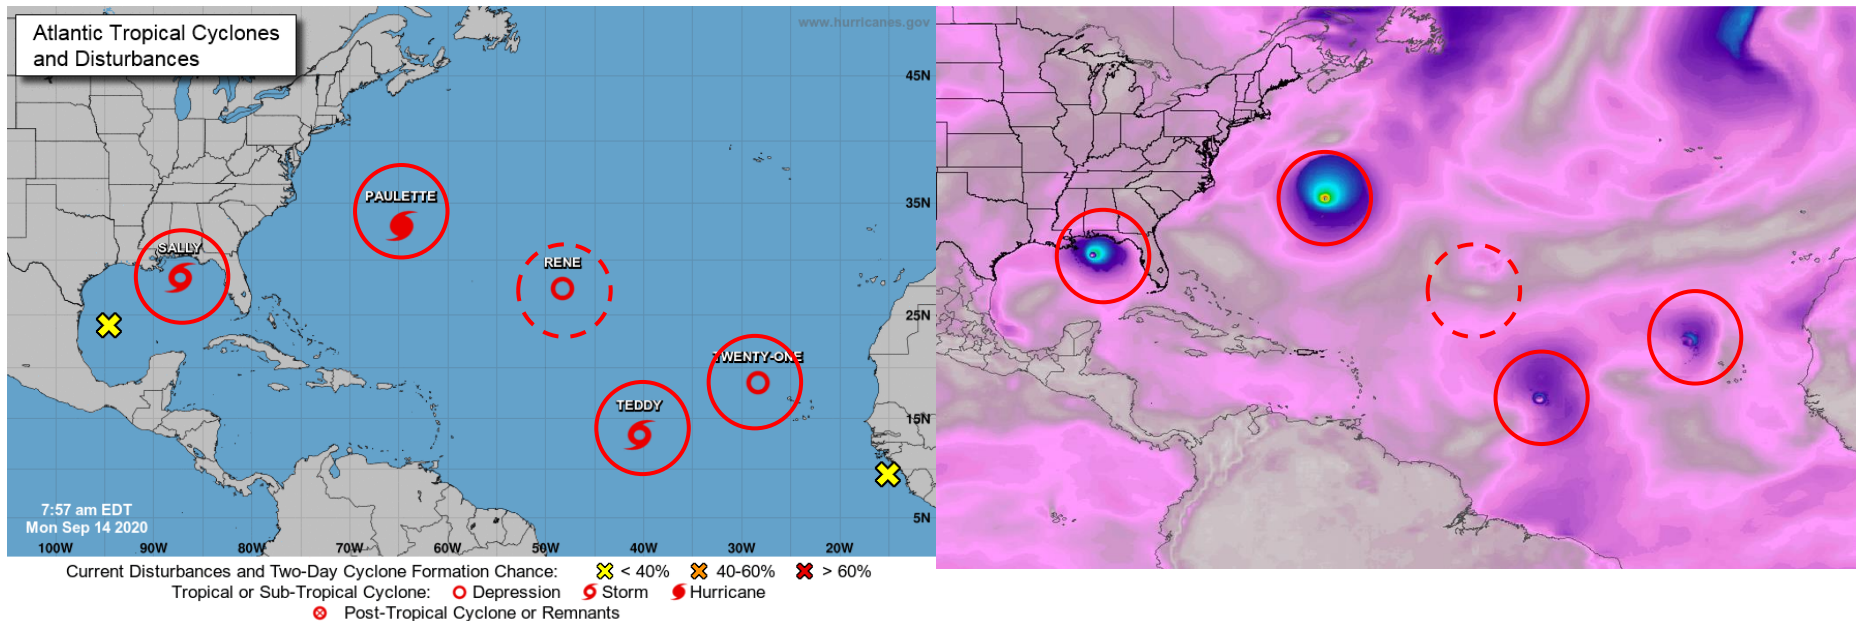 Atlantic Tropical Cyclones
and Disturbances
www.hurricanes.gov
45N
PAULETTE
35N
SALLY
RENE
25N
TWENTY-ONE
TEDDY
15N
7:57 am EDT
Mon Sep 14 2020
5N
100W 90W 80W 70W 60W 50W 40W 30W 20W
Current Disturbances and Two-Day Cyclone Formation Chance: < 40% 40-60% > 60%
Tropical or Sub-Tropical Cyclone: Depression Storm Hurricane
Post-Tropical Cyclone or Remnants